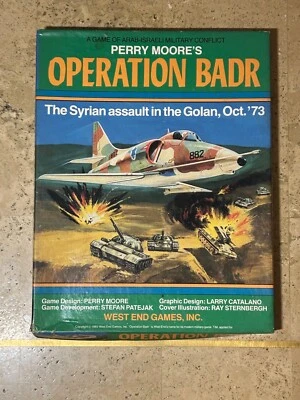 A GAME OF ARAB-ISRAELI MILITARY CONFLICT
PERRY MOORE'S
OPERATION BADR
The Syrian assault in the Golan, Oct.'73
882
Game Design: PERRY MOORE
Game Development: STEFAN PATEJAK
Graphic Design: LARRY CATALANO
Cover Illustration: RAY STERNBERGH
WEST END GAMES, INC.
OPERATION BADR